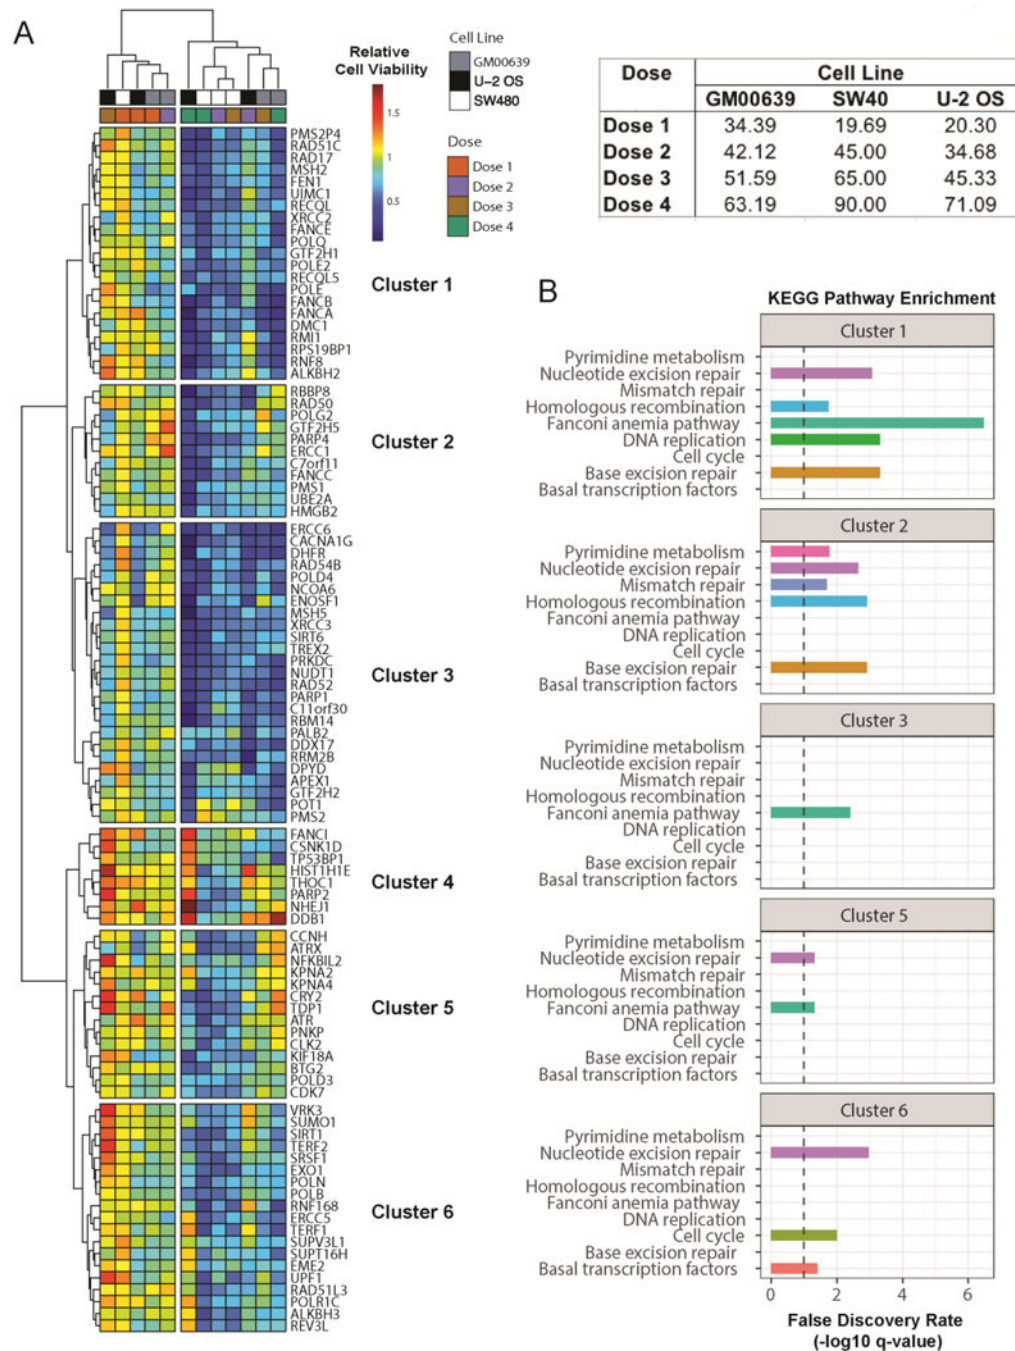 A
Relative
Cell Viability
1.5
1
0.5
Cell Line
GM00639
U-2 OS
SW480
Dose
Dose 1
Dose 2
Dose 3
Dose 4
Dose Cell Line
GM00639 SW40 U-2 OS
Dose 1 34.39 19.69 20.30
Dose 2 42.12 45.00 34.68
Dose 3 51.59 65.00 45.33
Dose 4 63.19 90.00 71.09
PMS2P4
RAD51C
RAD17
MSH2
FEN1
UIMC1
RECQL
XRCC2
FANCE
POLQ
GTF2H1
POLE2
RECQL5
POLE
FANCB
FANCA
DMC1
RMI1
RPS19BP1
RNF8
ALKBH2
Cluster 1
RBBP8
RAD50
POLG2
GTF2H5
PARP4
ERCC1
C7orf11
FANCC
PMS1
UBE2A
HMGB2
Cluster 2
ERCC6
CACNA1G
DHFR
RAD54B
POLD4
NCOA6
ENOSF1
MSH5
XRCC3
SIRT6
TREX2
PRKDC
NUDT1
RAD52
PARP1
C11orf30
RBM14
PALB2
DDX17
RRM2B
DPYD
APEX1
GTF2H2
POT1
PMS2
Cluster 3
FANCI
CSNK1D
TP53BP1
HIST1H1E
THOC1
PARP2
NHEJ1
DDB1
Cluster 4
CCNH
ATRX
NFKBIL2
KPNA2
KPNA4
CRY2
TDP1
ATR
PNKP
CLK2
KIF18A
BTG2
POLD3
CDK7
Cluster 5
VRK3
SUMO1
SIRT1
TERF2
SRSF1
EXO1
POLN
POLB
RNF168
ERCC5
TERF1
SUPV3L1
SUPT16H
EME2
UPF1
RAD51L3
POLR1C
ALKBH3
REV3L
Cluster 6
B
KEGG Pathway Enrichment
Cluster 1
Pyrimidine metabolism
Nucleotide excision repair
Mismatch repair
Homologous recombination
Fanconi anemia pathway
DNA replication
Cell cycle
Base excision repair
Basal transcription factors
Cluster 2
Pyrimidine metabolism
Nucleotide excision repair
Mismatch repair
Homologous recombination
Fanconi anemia pathway
DNA replication
Cell cycle
Base excision repair
Basal transcription factors
Cluster 3
Pyrimidine metabolism
Nucleotide excision repair
Mismatch repair
Homologous recombination
Fanconi anemia pathway
DNA replication
Cell cycle
Base excision repair
Basal transcription factors
Cluster 5
Pyrimidine metabolism
Nucleotide excision repair
Mismatch repair
Homologous recombination
Fanconi anemia pathway
DNA replication
Cell cycle
Base excision repair
Basal transcription factors
Cluster 6
Pyrimidine metabolism
Nucleotide excision repair
Mismatch repair
Homologous recombination
Fanconi anemia pathway
DNA replication
Cell cycle
Base excision repair
Basal transcription factors
0 2 4 6
False Discovery Rate
(-log10 q-value)